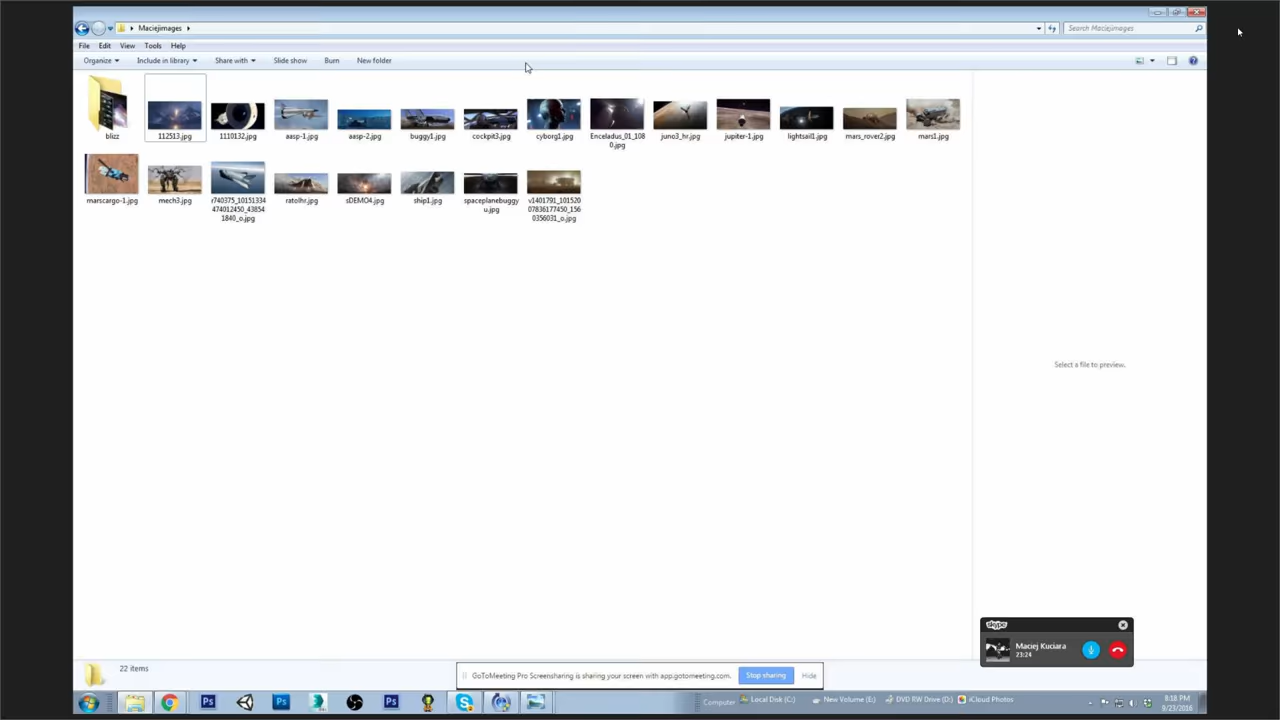 Maciejimages
Search Maciejimages
File Edit View Tools Help
Organize Include in library Share with Slide show Burn New folder
blizz
112513.jpg
1110132.jpg
aasp-1.jpg
aasp-2.jpg
buggy1.jpg
cockpit3.jpg
cyborg1.jpg
Enceladus_01_108
0.jpg
juno3_hr.jpg
jupiter-1.jpg
lightsail1.jpg
mars_rover2.jpg
mars1.jpg
marscargo-1.jpg
mech3.jpg
r740375_10151334
474012450_43854
1840_o.jpg
ratolhr.jpg
sDEMO4.jpg
ship1.jpg
spaceplanebuggy
u.jpg
v1401791_101520
07836177450_156
0356031_o.jpg
Select a file to preview.
skype
Maciej Kuciara
23:24
22 items
GoToMeeting Pro Screensharing is sharing your screen with app.gotomeeting.com.
Stop sharing
Hide
Computer Local Disk (C:) New Volume (E:) DVD RW Drive (D:) iCloud Photos
9:18 PM
9/23/2016